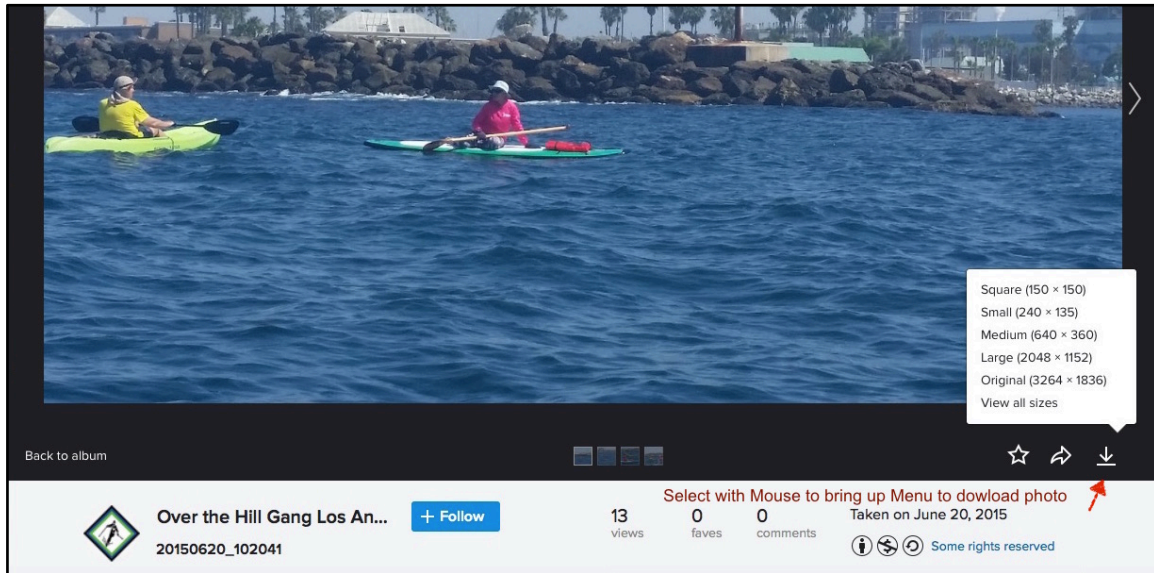 Square (150 × 150)
Small (240 × 135)
Medium (640 × 360)
Large (2048 × 1152)
Original (3264 × 1836)
View all sizes
Back to album
Select with Mouse to bring up Menu to dowload photo
Over the Hill Gang Los An...
+ Follow
13
views
0
faves
0
comments
Taken on June 20, 2015
20150620_102041
Some rights reserved